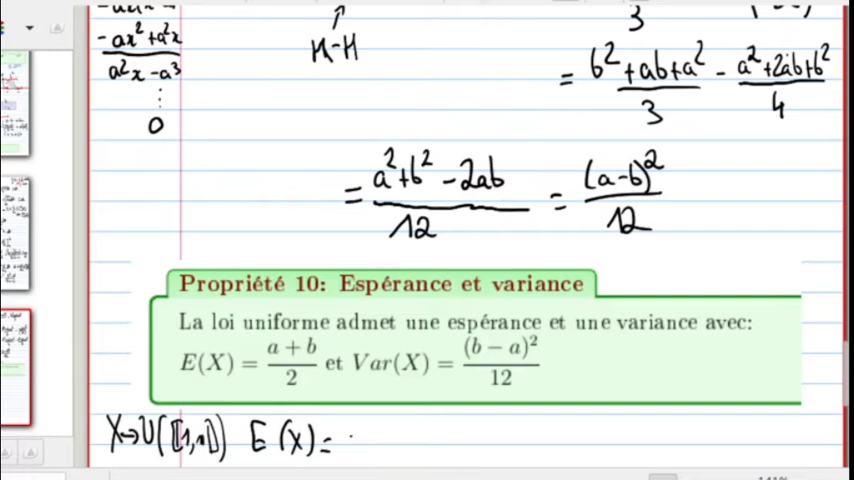 -ax² + a²x
a²x - a³
⋮
0
M-H
3
= (b² + ab + a²)/3 - (a² + 2ab + b²)/4
= (a² + b² - 2ab)/12 = (a-b)²/12
Propriété 10: Espérance et variance
La loi uniforme admet une espérance et une variance avec:
E(X) = (a + b)/2 et Var(X) = (b − a)²/12
X↪U(⟦1,n⟧) E(X)=